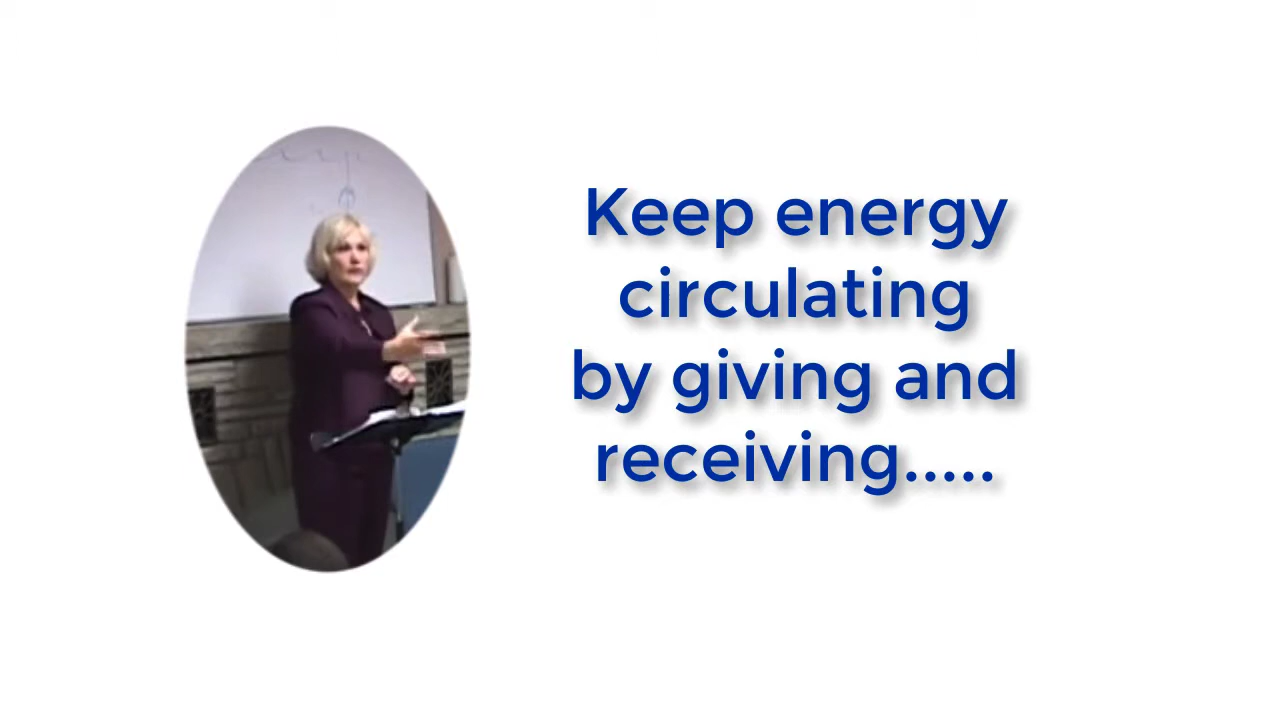 Keep energy
circulating
by giving and
receiving.....